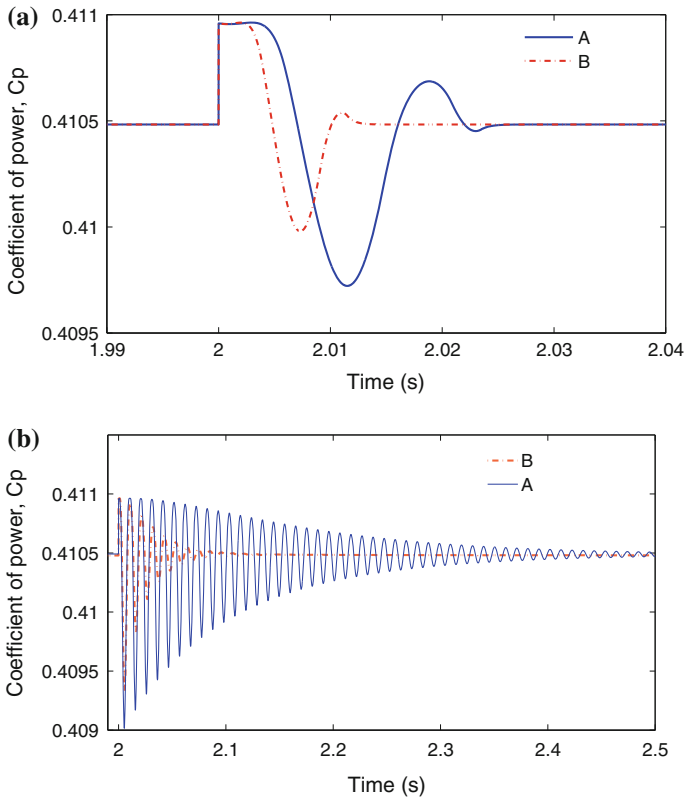 (a)
0.411
0.4105
0.41
0.4095
Coefficient of power, Cp
A
B
1.99
2
2.01
2.02
2.03
2.04
Time (s)
(b)
0.411
0.4105
0.41
0.4095
0.409
Coefficient of power, Cp
B
A
2
2.1
2.2
2.3
2.4
2.5
Time (s)